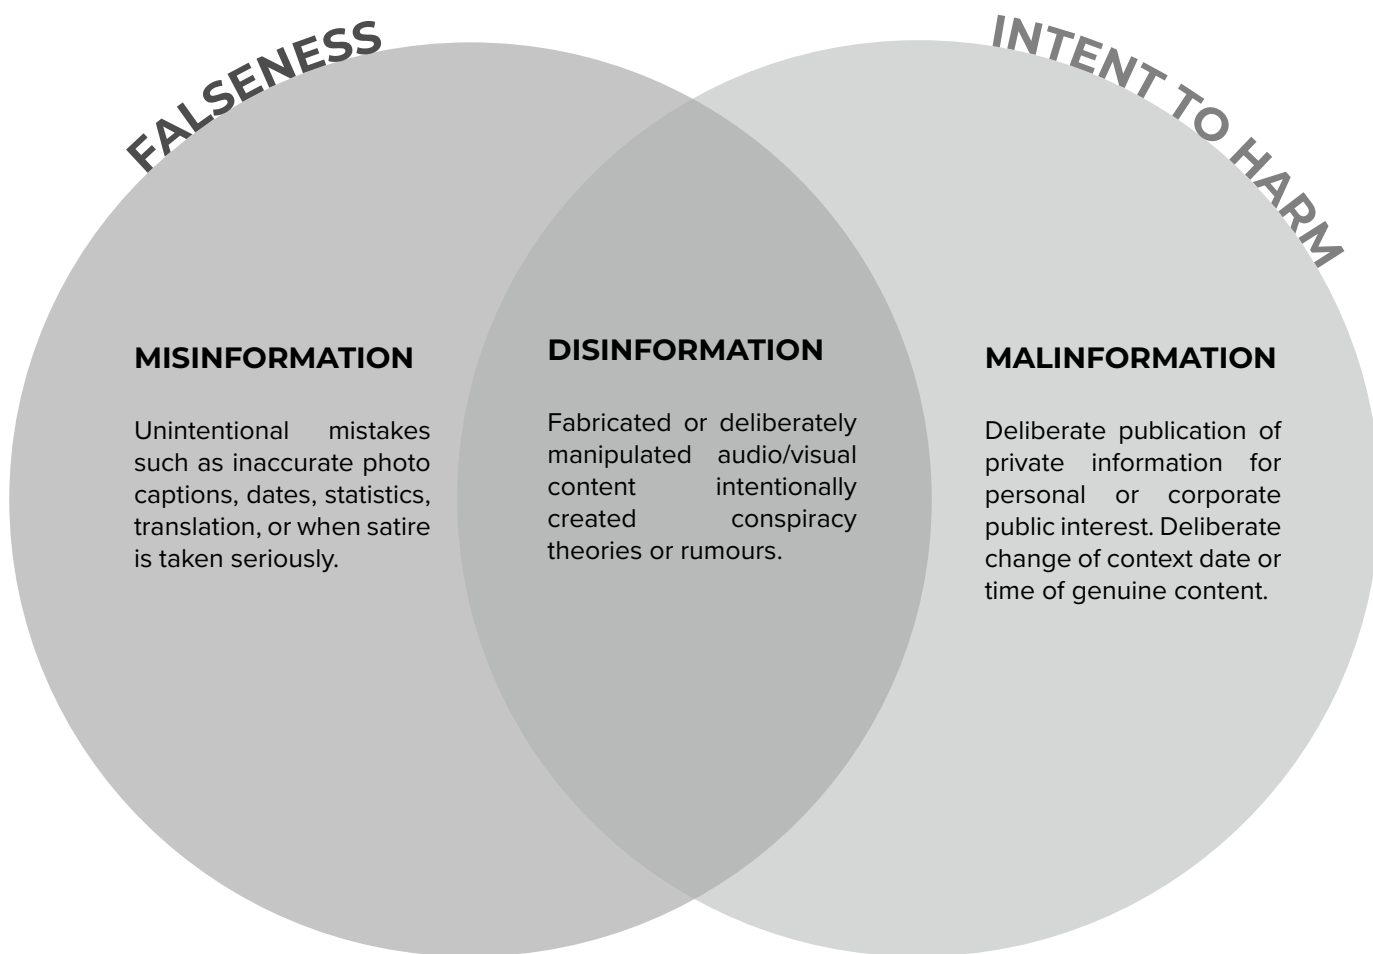 FALSENESS
INTENT TO HARM
MISINFORMATION
Unintentional mistakes
such as inaccurate photo
captions, dates, statistics,
translation, or when satire
is taken seriously.
DISINFORMATION
Fabricated or deliberately
manipulated audio/visual
content intentionally
created conspiracy
theories or rumours.
MALINFORMATION
Deliberate publication of
private information for
personal or corporate
public interest. Deliberate
change of context date or
time of genuine content.